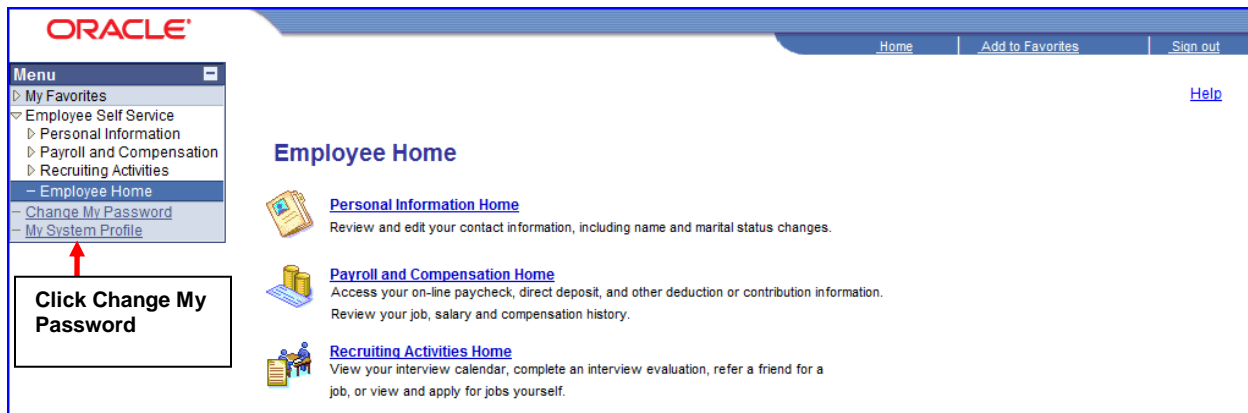 ORACLE
Home
Add to Favorites
Sign out
Menu
My Favorites
Employee Self Service
Personal Information
Payroll and Compensation
Recruiting Activities
– Employee Home
– Change My Password
– My System Profile
Click Change My
Password
Help
Employee Home
Personal Information Home
Review and edit your contact information, including name and marital status changes.
Payroll and Compensation Home
Access your on-line paycheck, direct deposit, and other deduction or contribution information.
Review your job, salary and compensation history.
Recruiting Activities Home
View your interview calendar, complete an interview evaluation, refer a friend for a
job, or view and apply for jobs yourself.